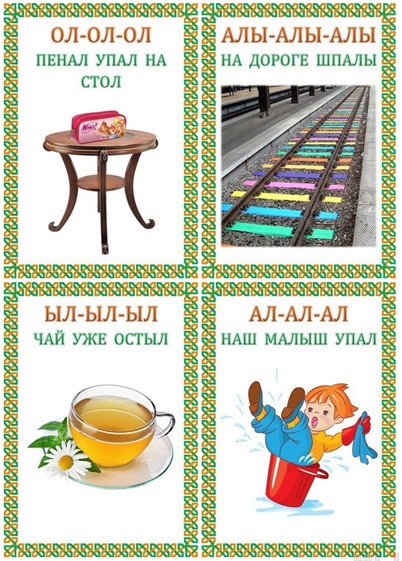 ОЛ-ОЛ-ОЛ
ПЕНАЛ УПАЛ НА
СТОЛ
Winx
АЛЫ-АЛЫ-АЛЫ
НА ДОРОГЕ ШПАЛЫ
ЫЛ-ЫЛ-ЫЛ
ЧАЙ УЖЕ ОСТЫЛ
АЛ-АЛ-АЛ
НАШ МАЛЫШ УПАЛ